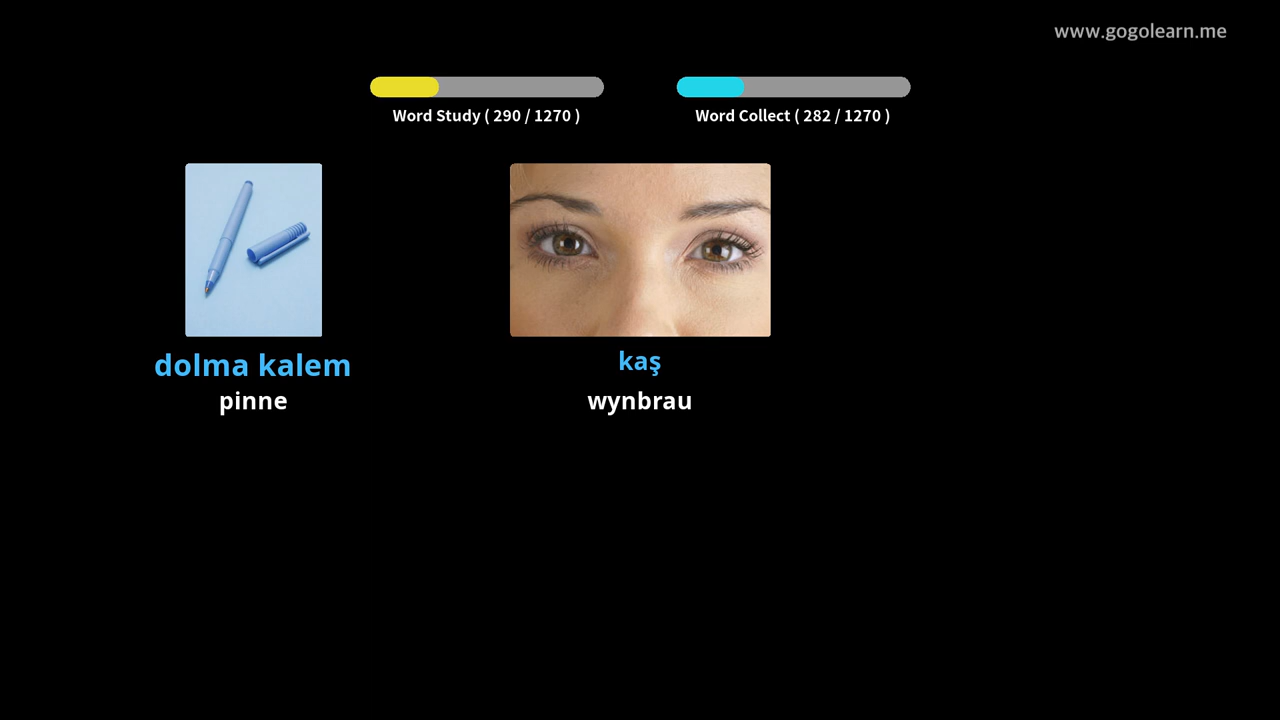 www.gogolearn.me
Word Study ( 290 / 1270 )
Word Collect ( 282 / 1270 )
dolma kalem
pinne
kaş
wynbrau